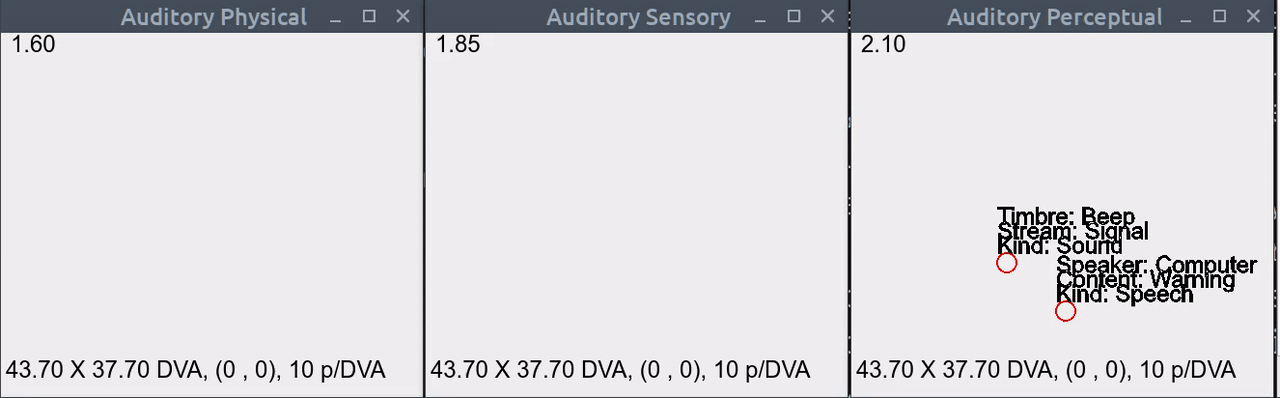 Auditory Physical
1.60
43.70 X 37.70 DVA, (0 , 0), 10 p/DVA
Auditory Sensory
1.85
43.70 X 37.70 DVA, (0 , 0), 10 p/DVA
Auditory Perceptual
2.10
Timbre: Beep
Stream: Signal
Kind: Sound
Speaker: Computer
Content: Warning
Kind: Speech
43.70 X 37.70 DVA, (0 , 0), 10 p/DVA